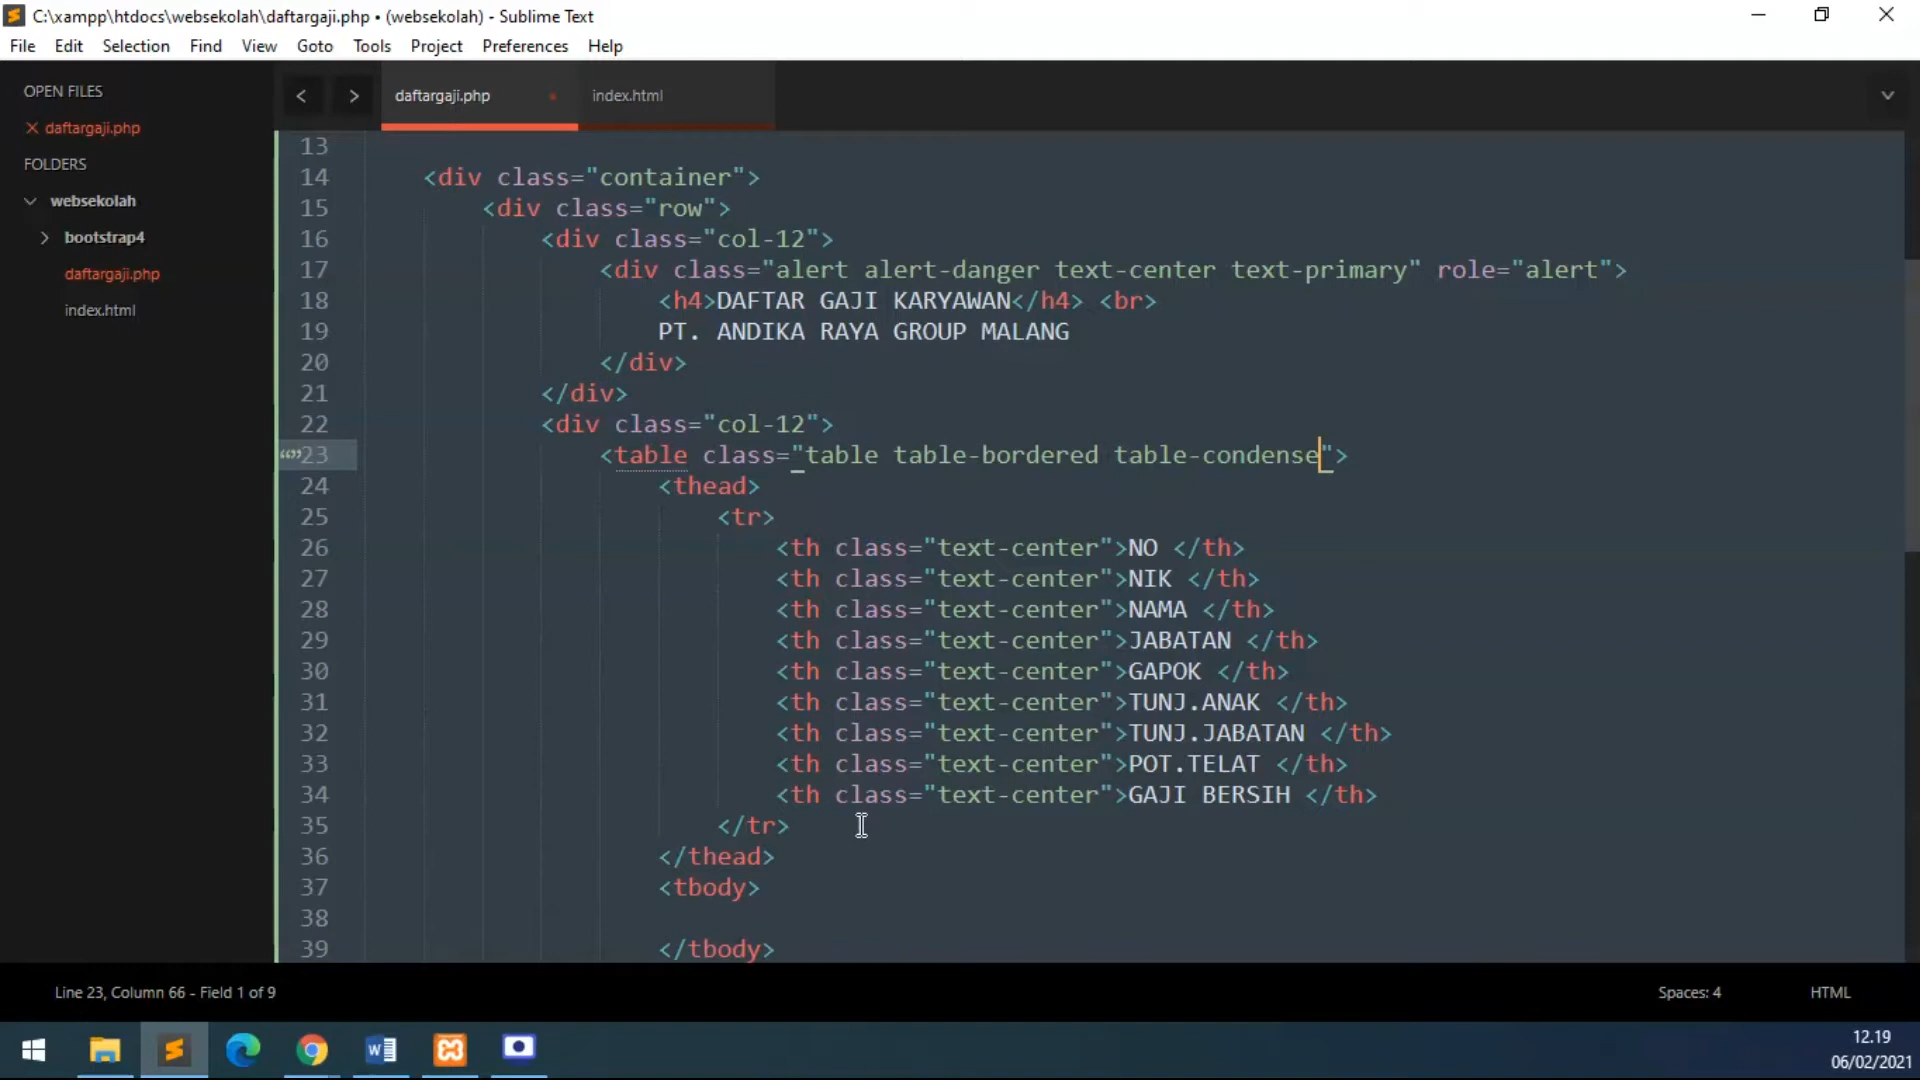 C:\xampp\htdocs\websekolah\daftargaji.php • (websekolah) - Sublime Text
File Edit Selection Find View Goto Tools Project Preferences Help
OPEN FILES
daftargaji.php
FOLDERS
websekolah
bootstrap4
daftargaji.php
index.html
daftargaji.php index.html
13
14 <div class="container">
15 <div class="row">
16 <div class="col-12">
17 <div class="alert alert-danger text-center text-primary" role="alert">
18 <h4>DAFTAR GAJI KARYAWAN</h4> <br>
19 PT. ANDIKA RAYA GROUP MALANG
20 </div>
21 </div>
22 <div class="col-12">
23 <table class="table table-bordered table-condense">
24 <thead>
25 <tr>
26 <th class="text-center">NO </th>
27 <th class="text-center">NIK </th>
28 <th class="text-center">NAMA </th>
29 <th class="text-center">JABATAN </th>
30 <th class="text-center">GAPOK </th>
31 <th class="text-center">TUNJ.ANAK </th>
32 <th class="text-center">TUNJ.JABATAN </th>
33 <th class="text-center">POT.TELAT </th>
34 <th class="text-center">GAJI BERSIH </th>
35 </tr>
36 </thead>
37 <tbody>
38
39 </tbody>
Line 23, Column 66 - Field 1 of 9 Spaces: 4 HTML
12.19
06/02/2021